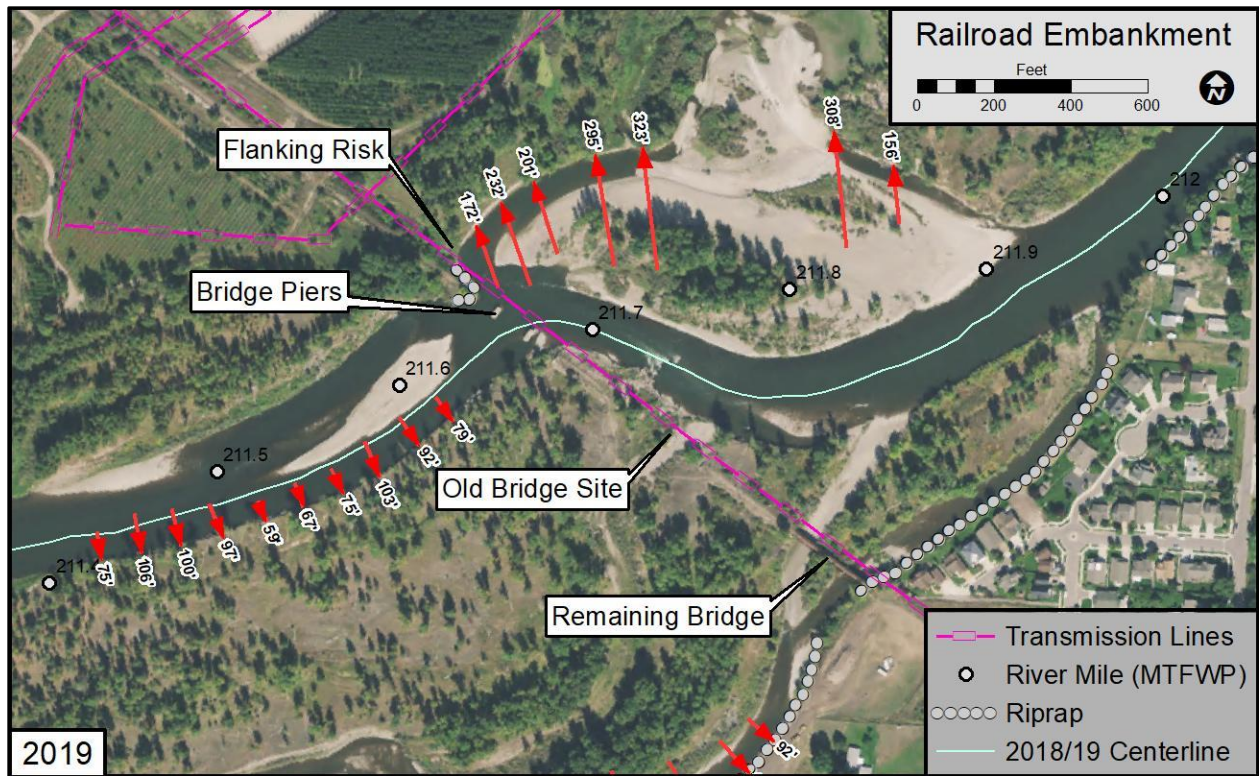 Railroad Embankment
Feet
0 200 400 600
N
Flanking Risk
172'
232'
201'
295'
323'
308'
156'
212
211.9
211.8
211.7
Bridge Piers
211.6
211.5
79'
92'
103'
75'
67'
59'
97'
100'
106'
75'
Old Bridge Site
Remaining Bridge
92'
Transmission Lines
River Mile (MTFWP)
Riprap
2018/19 Centerline
2019